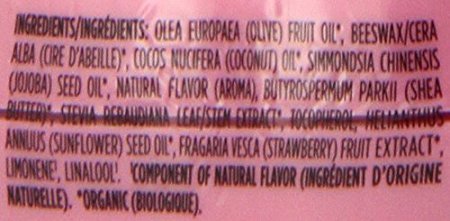 INGREDIENTS/INGRÉDIENTS: OLEA EUROPAEA (OLIVE) FRUIT OIL*, BEESWAX/CERA
ALBA (CIRE D'ABEILLE)*, COCOS NUCIFERA (COCONUT) OIL*, SIMMONDSIA CHINENSIS
(JOJOBA) SEED OIL*, NATURAL FLAVOR (AROMA), BUTYROSPERMUM PARKII (SHEA
BUTTER)*, STEVIA REBAUDIANA LEAF/STEM EXTRACT*, TOCOPHEROL, HELIANTHUS
ANNUUS (SUNFLOWER) SEED OIL*, FRAGARIA VESCA (STRAWBERRY) FRUIT EXTRACT*,
LIMONENE†, LINALOOL†. †COMPONENT OF NATURAL FLAVOR (INGRÉDIENT D'ORIGINE
NATURELLE). *ORGANIC (BIOLOGIQUE).